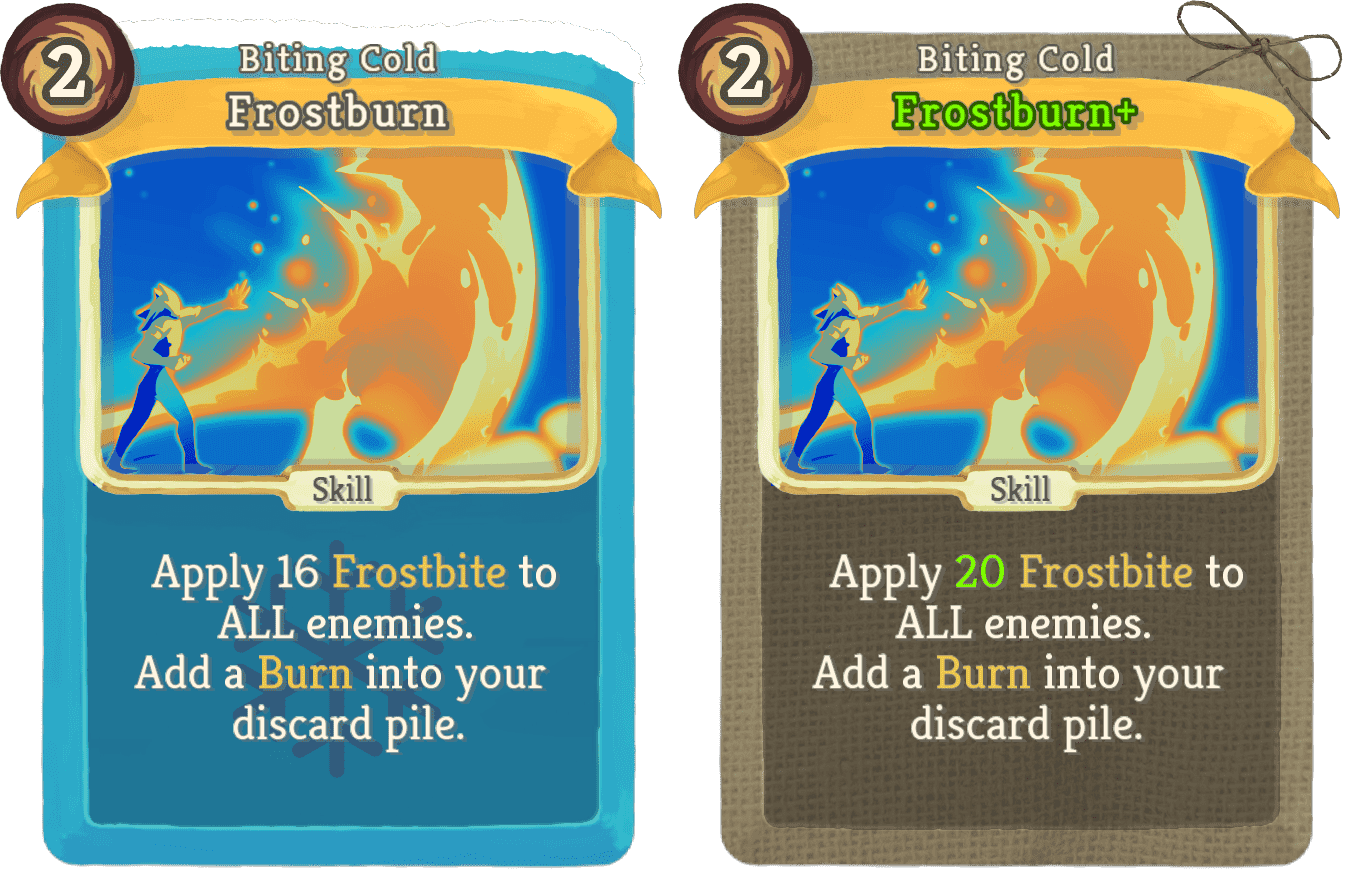 2
Biting Cold
Frostburn
Skill
Apply 16 Frostbite to
ALL enemies.
Add a Burn into your
discard pile.
2
Biting Cold
Frostburn+
Skill
Apply 20 Frostbite to
ALL enemies.
Add a Burn into your
discard pile.